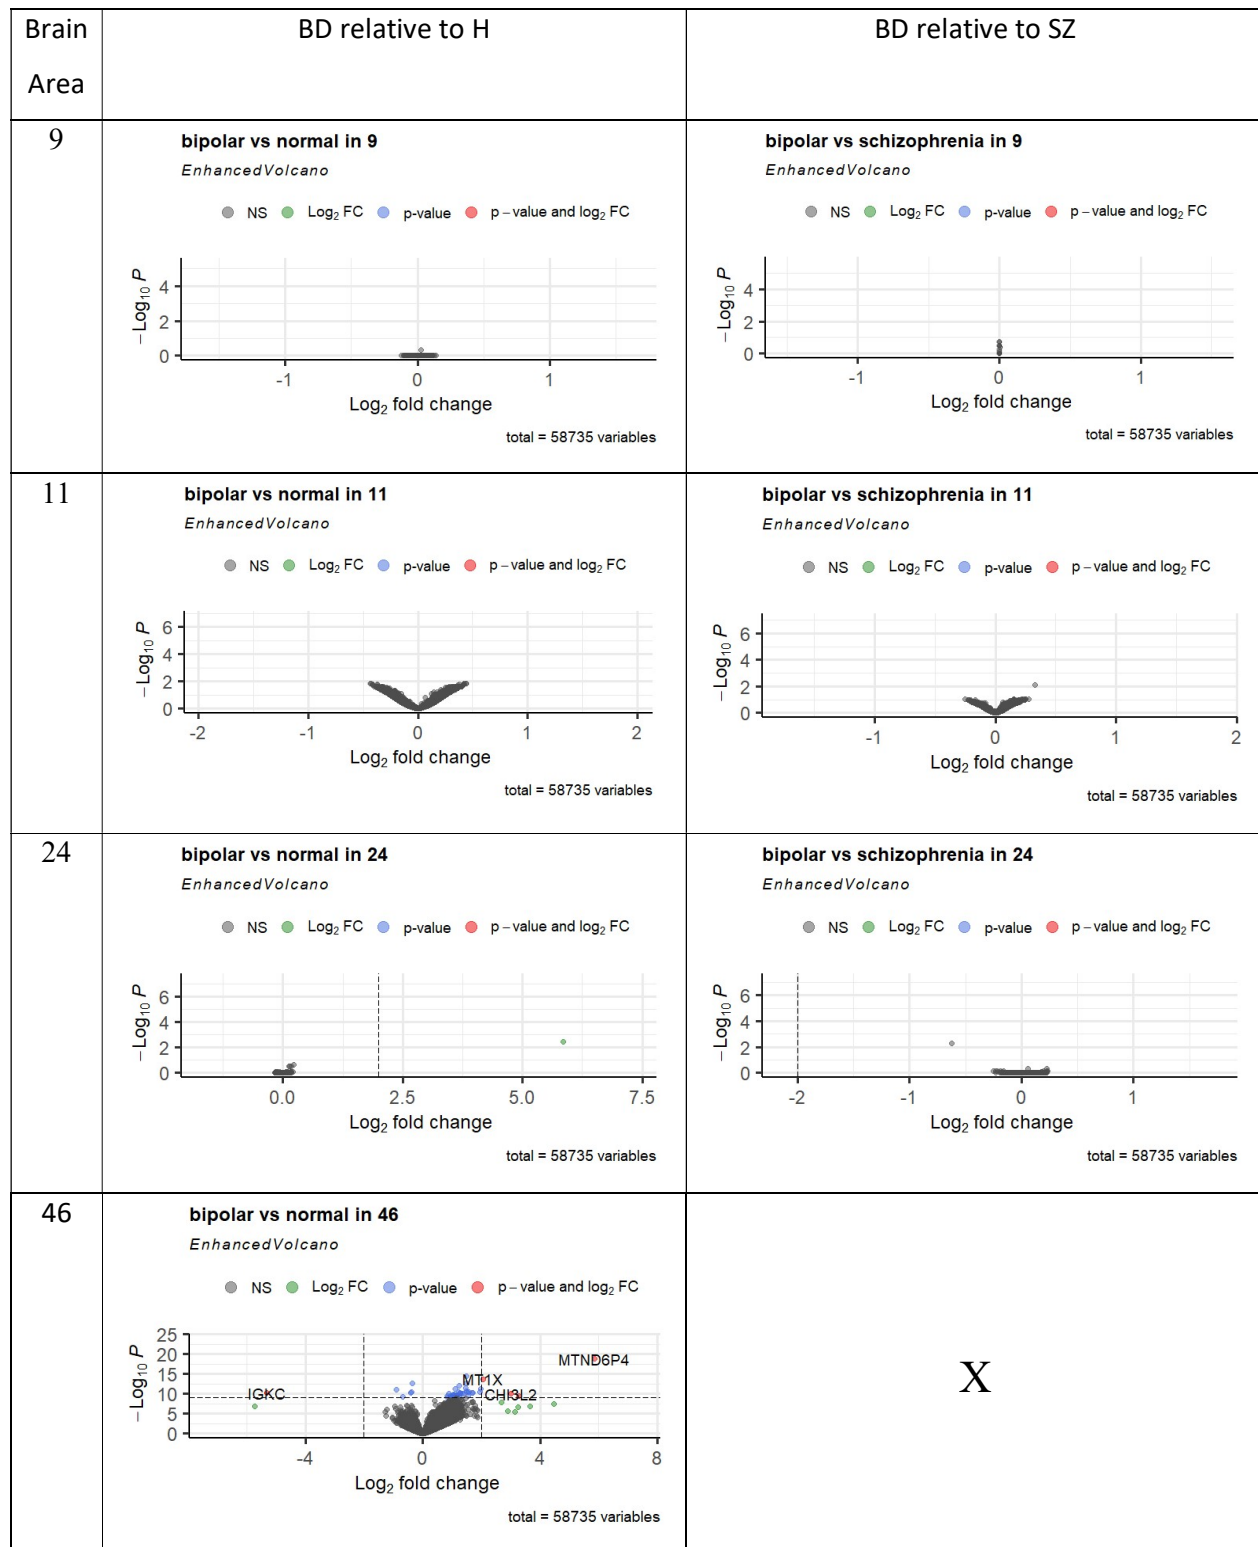 Brain Area
BD relative to H
BD relative to SZ
9
bipolar vs normal in 9
EnhancedVolcano
NS Log2 FC p-value p – value and log2 FC
– Log10 P
4
2
0
-1 0 1
Log2 fold change
total = 58735 variables
bipolar vs schizophrenia in 9
EnhancedVolcano
NS Log2 FC p-value p – value and log2 FC
– Log10 P
4
2
0
-1 0 1
Log2 fold change
total = 58735 variables
11
bipolar vs normal in 11
EnhancedVolcano
NS Log2 FC p-value p – value and log2 FC
– Log10 P
6
4
2
0
-2 -1 0 1 2
Log2 fold change
total = 58735 variables
bipolar vs schizophrenia in 11
EnhancedVolcano
NS Log2 FC p-value p – value and log2 FC
– Log10 P
6
4
2
0
-1 0 1 2
Log2 fold change
total = 58735 variables
24
bipolar vs normal in 24
EnhancedVolcano
NS Log2 FC p-value p – value and log2 FC
– Log10 P
6
4
2
0
0.0 2.5 5.0 7.5
Log2 fold change
total = 58735 variables
bipolar vs schizophrenia in 24
EnhancedVolcano
NS Log2 FC p-value p – value and log2 FC
– Log10 P
6
4
2
0
-2 -1 0 1
Log2 fold change
total = 58735 variables
46
bipolar vs normal in 46
EnhancedVolcano
NS Log2 FC p-value p – value and log2 FC
– Log10 P
25
20
15
10
5
0
MTND6P4
MT1X
IGKC
CHI3L2
-4 0 4 8
Log2 fold change
total = 58735 variables
X